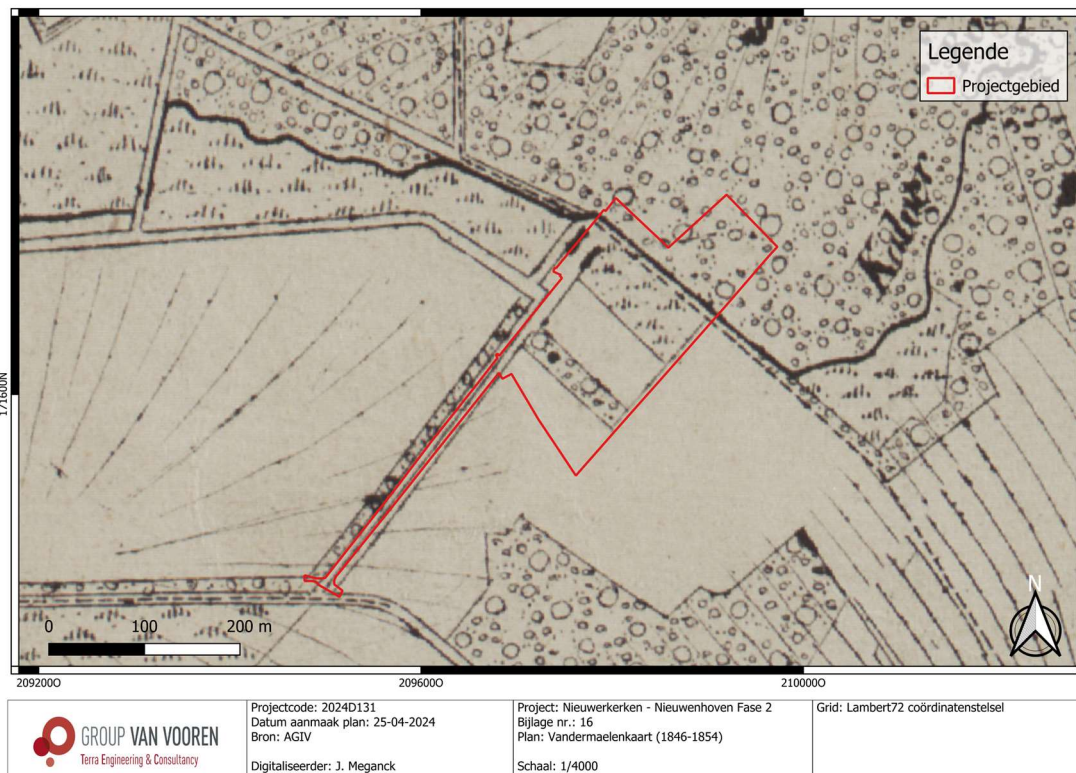 Legende
Projectgebied
Kelver
N
171600N
0 100 200 m
209200O
209600O
210000O
GROUP VAN VOOREN
Terra Engineering & Consultancy
Projectcode: 2024D131
Datum aanmaak plan: 25-04-2024
Bron: AGIV
Digitaliseerder: J. Meganck
Project: Nieuwerkerken - Nieuwenhoven Fase 2
Bijlage nr.: 16
Plan: Vandermaelenkaart (1846-1854)
Schaal: 1/4000
Grid: Lambert72 coördinatenstelsel